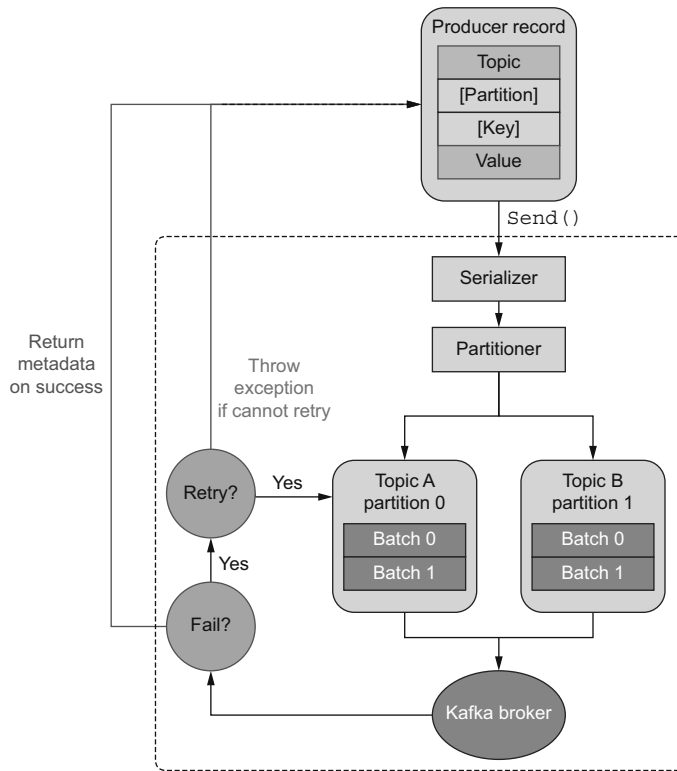 Producer record
Topic
[Partition]
[Key]
Value
Send()
Serializer
Partitioner
Return
metadata
on success
Throw
exception
if cannot retry
Retry?
Yes
Topic A
partition 0
Batch 0
Batch 1
Topic B
partition 1
Batch 0
Batch 1
Yes
Fail?
Kafka broker